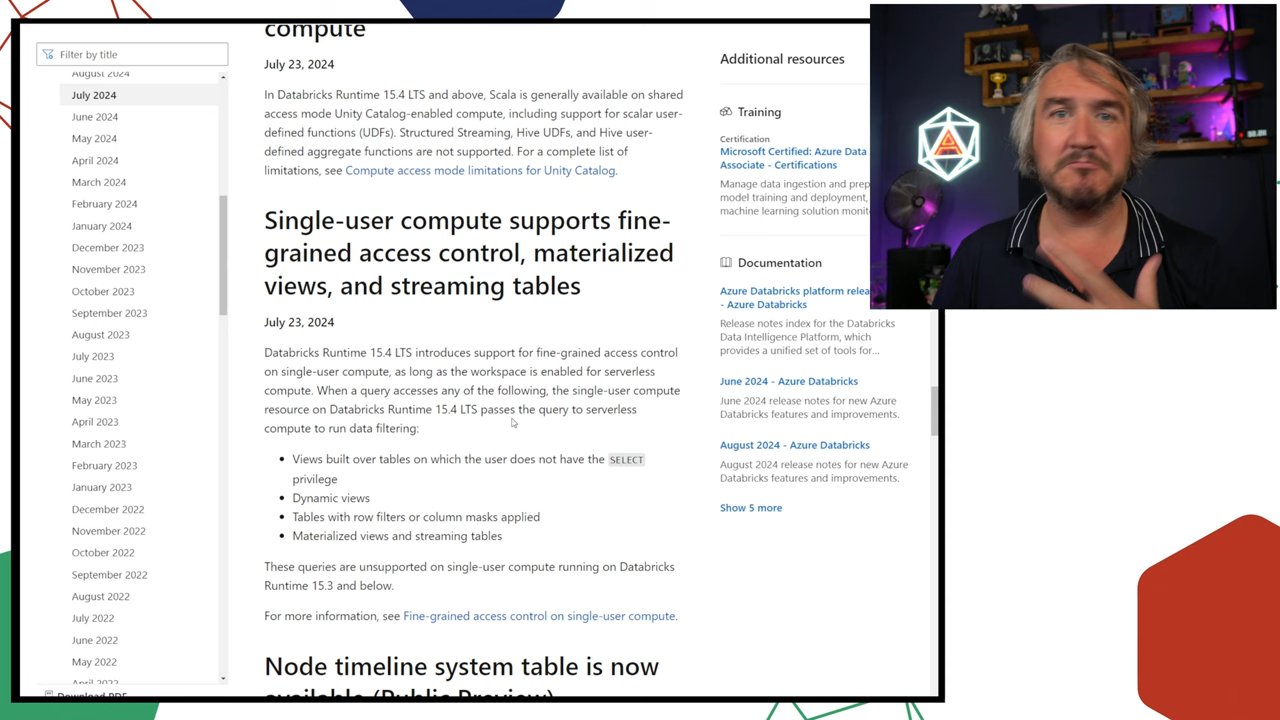 Filter by title
August 2024
July 2024
June 2024
May 2024
April 2024
March 2024
February 2024
January 2024
December 2023
November 2023
October 2023
September 2023
August 2023
July 2023
June 2023
May 2023
April 2023
March 2023
February 2023
January 2023
December 2022
November 2022
October 2022
September 2022
August 2022
July 2022
June 2022
May 2022
April 2022
Download PDF
compute
July 23, 2024
In Databricks Runtime 15.4 LTS and above, Scala is generally available on shared
access mode Unity Catalog-enabled compute, including support for scalar user-
defined functions (UDFs). Structured Streaming, Hive UDFs, and Hive user-
defined aggregate functions are not supported. For a complete list of
limitations, see Compute access mode limitations for Unity Catalog.
Single-user compute supports fine-
grained access control, materialized
views, and streaming tables
July 23, 2024
Databricks Runtime 15.4 LTS introduces support for fine-grained access control
on single-user compute, as long as the workspace is enabled for serverless
compute. When a query accesses any of the following, the single-user compute
resource on Databricks Runtime 15.4 LTS passes the query to serverless
compute to run data filtering:
• Views built over tables on which the user does not have the SELECT
privilege
• Dynamic views
• Tables with row filters or column masks applied
• Materialized views and streaming tables
These queries are unsupported on single-user compute running on Databricks
Runtime 15.3 and below.
For more information, see Fine-grained access control on single-user compute.
Node timeline system table is now
available (Public Preview)
Additional resources
Training
Certification
Microsoft Certified: Azure Data
Associate - Certifications
Manage data ingestion and prep
model training and deployment,
machine learning solution monit
Documentation
Azure Databricks platform relea
- Azure Databricks
Release notes index for the Databricks
Data Intelligence Platform, which
provides a unified set of tools for...
June 2024 - Azure Databricks
June 2024 release notes for new Azure
Databricks features and improvements.
August 2024 - Azure Databricks
August 2024 release notes for new Azure
Databricks features and improvements.
Show 5 more